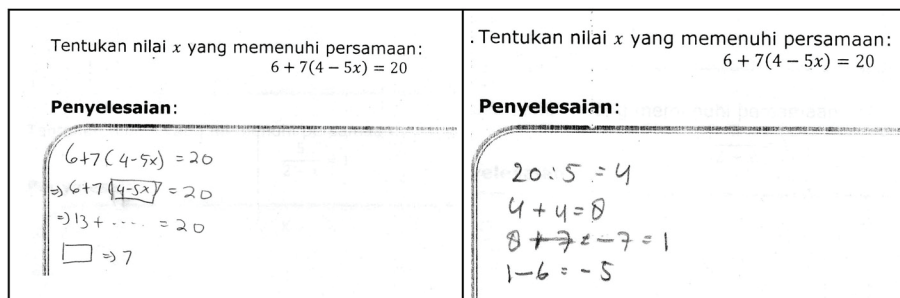 Tentukan nilai x yang memenuhi persamaan:
6 + 7(4 − 5x) = 20
Penyelesaian:
6+7(4-5x) = 20
=> 6+7(4-5x) = 20
=> 13 + ···· = 20
□ => 7
. Tentukan nilai x yang memenuhi persamaan:
6 + 7(4 − 5x) = 20
Penyelesaian:
20 : 5 = 4
4 + 4 = 8
8 + 7 = - 7 = 1
1 - 6 = - 5